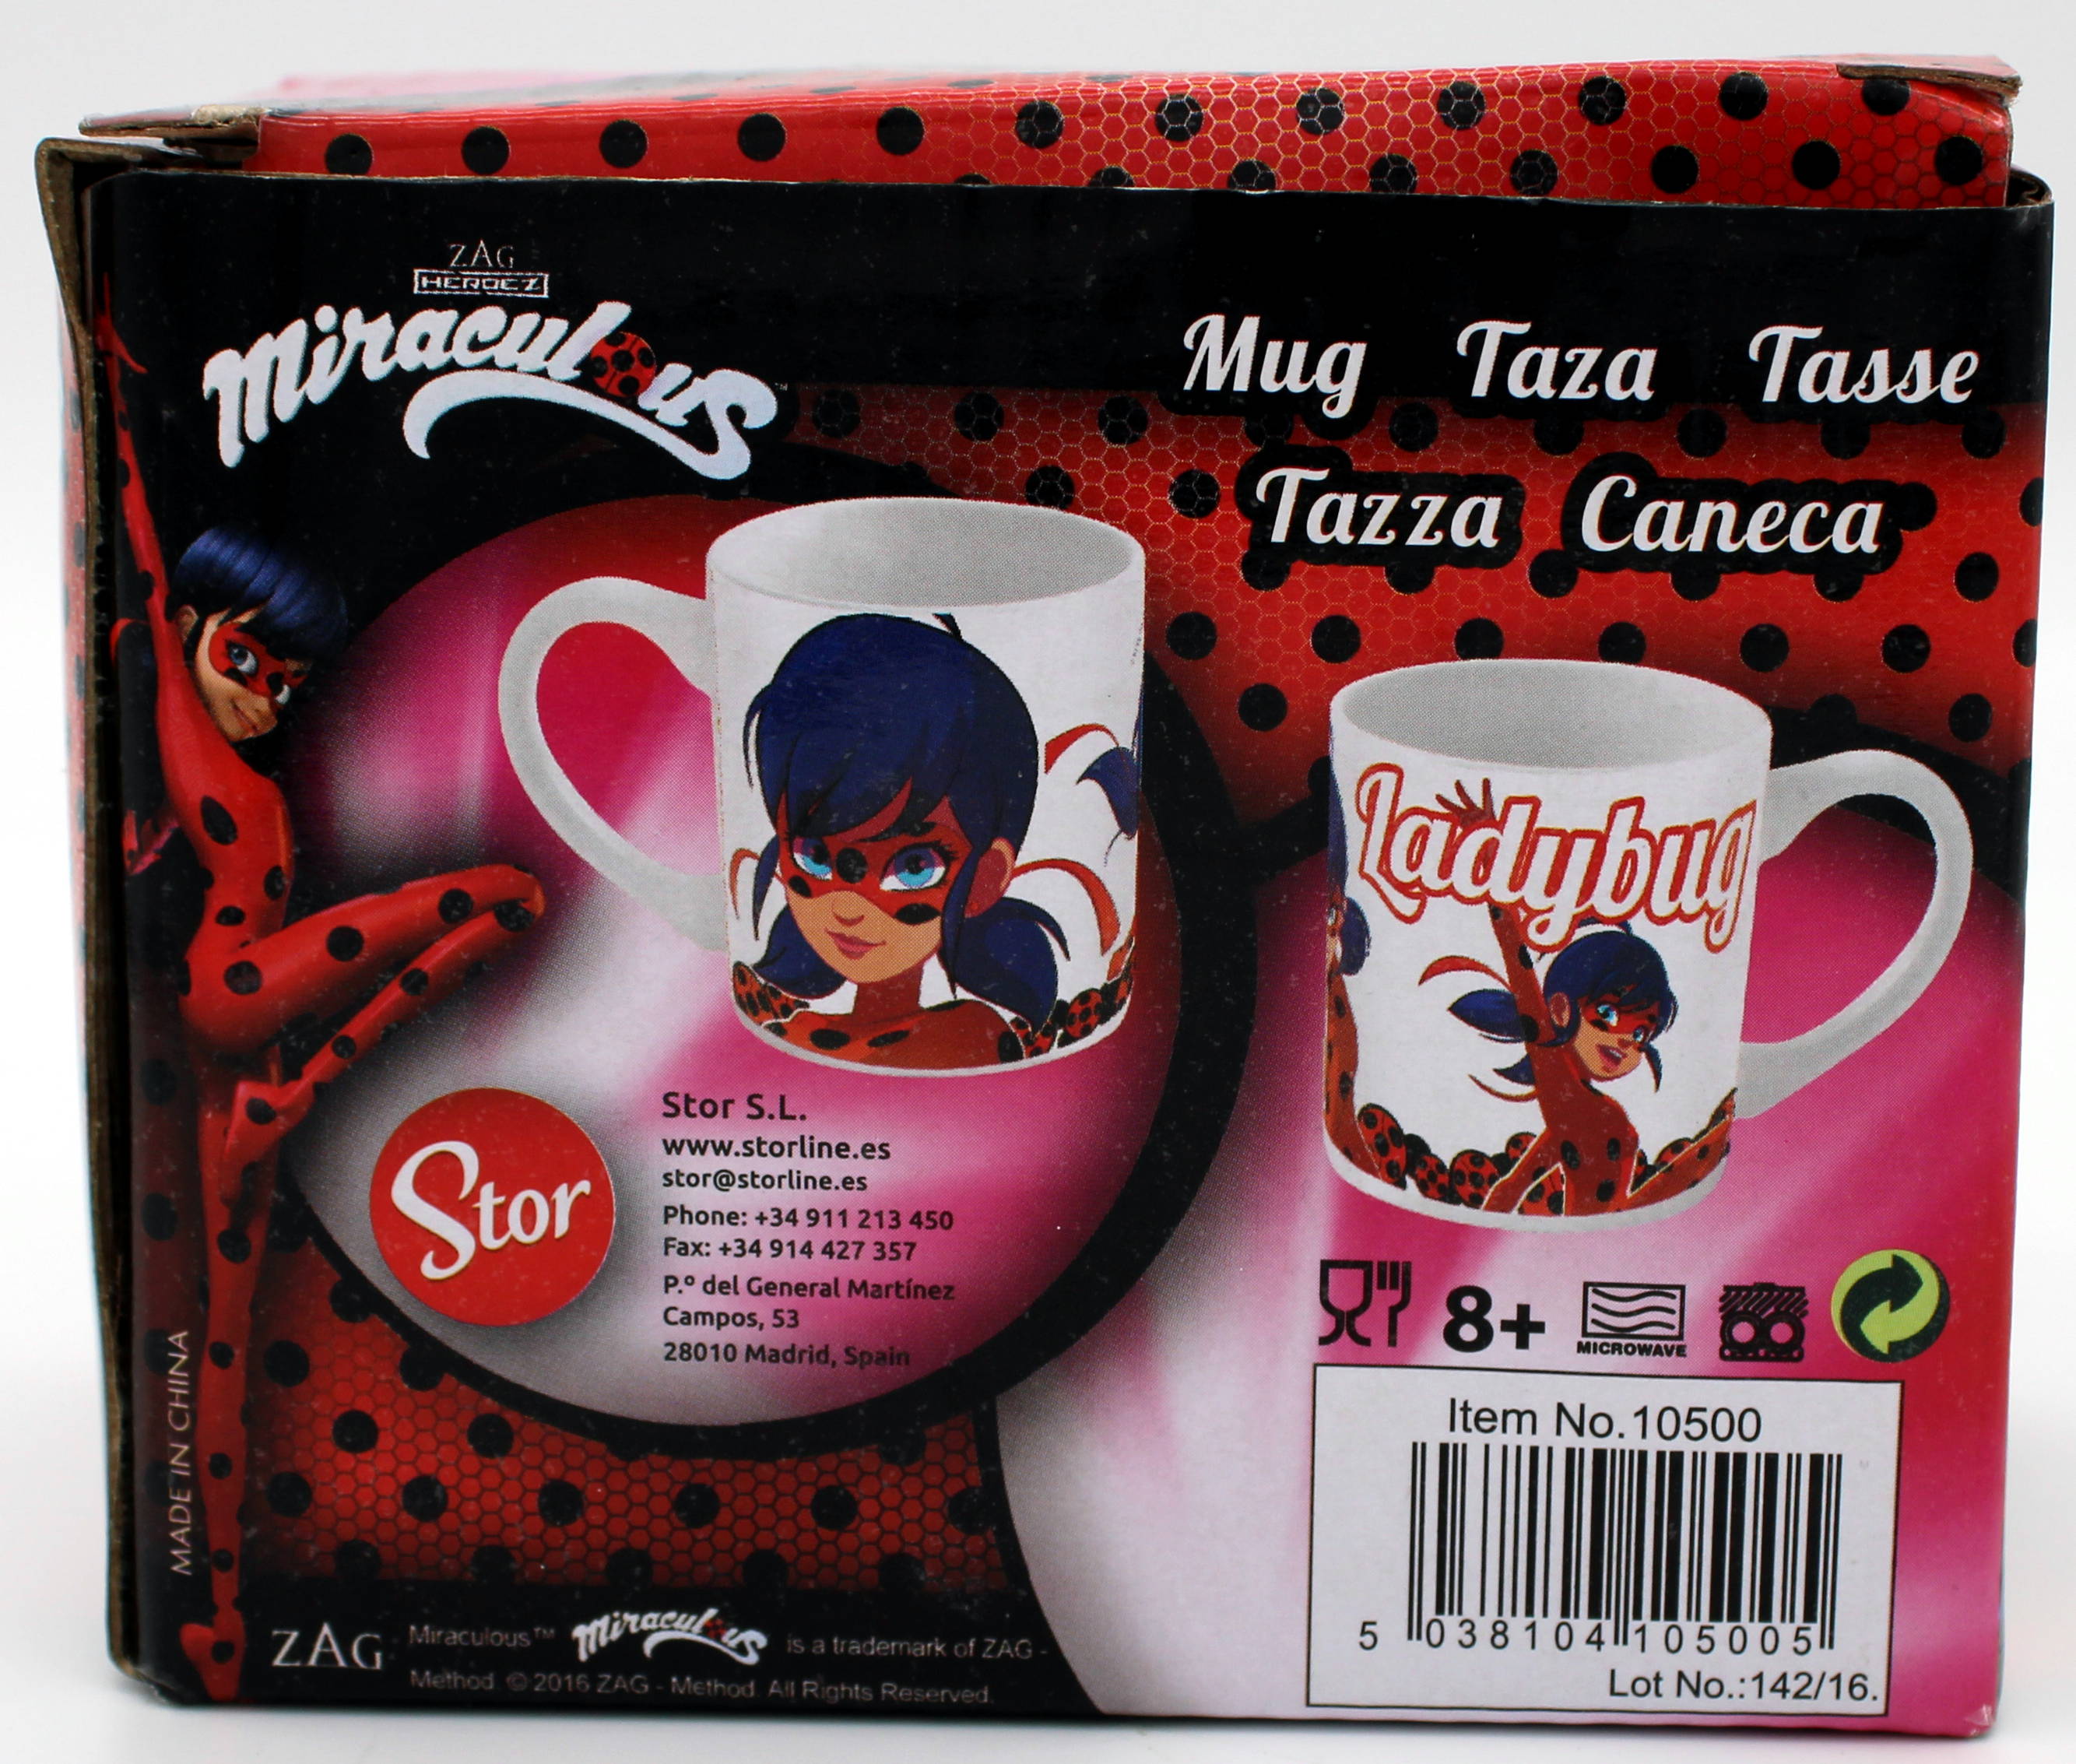 ZAG
HEROEZ
Miraculous™
Mug Taza Tasse
Tazza Caneca
Ladybug
Stor
Stor S.L.
www.storline.es
stor@storline.es
Phone: +34 911 213 450
Fax: +34 914 427 357
P.º del General Martínez
Campos, 53
28010 Madrid, Spain
8+
MICROWAVE
MADE IN CHINA
Item No.10500
5 038104 105005
Lot No.:142/16.
ZAG Miraculous™ Miraculous is a trademark of ZAG -
Method © 2016 ZAG - Method. All Rights Reserved.